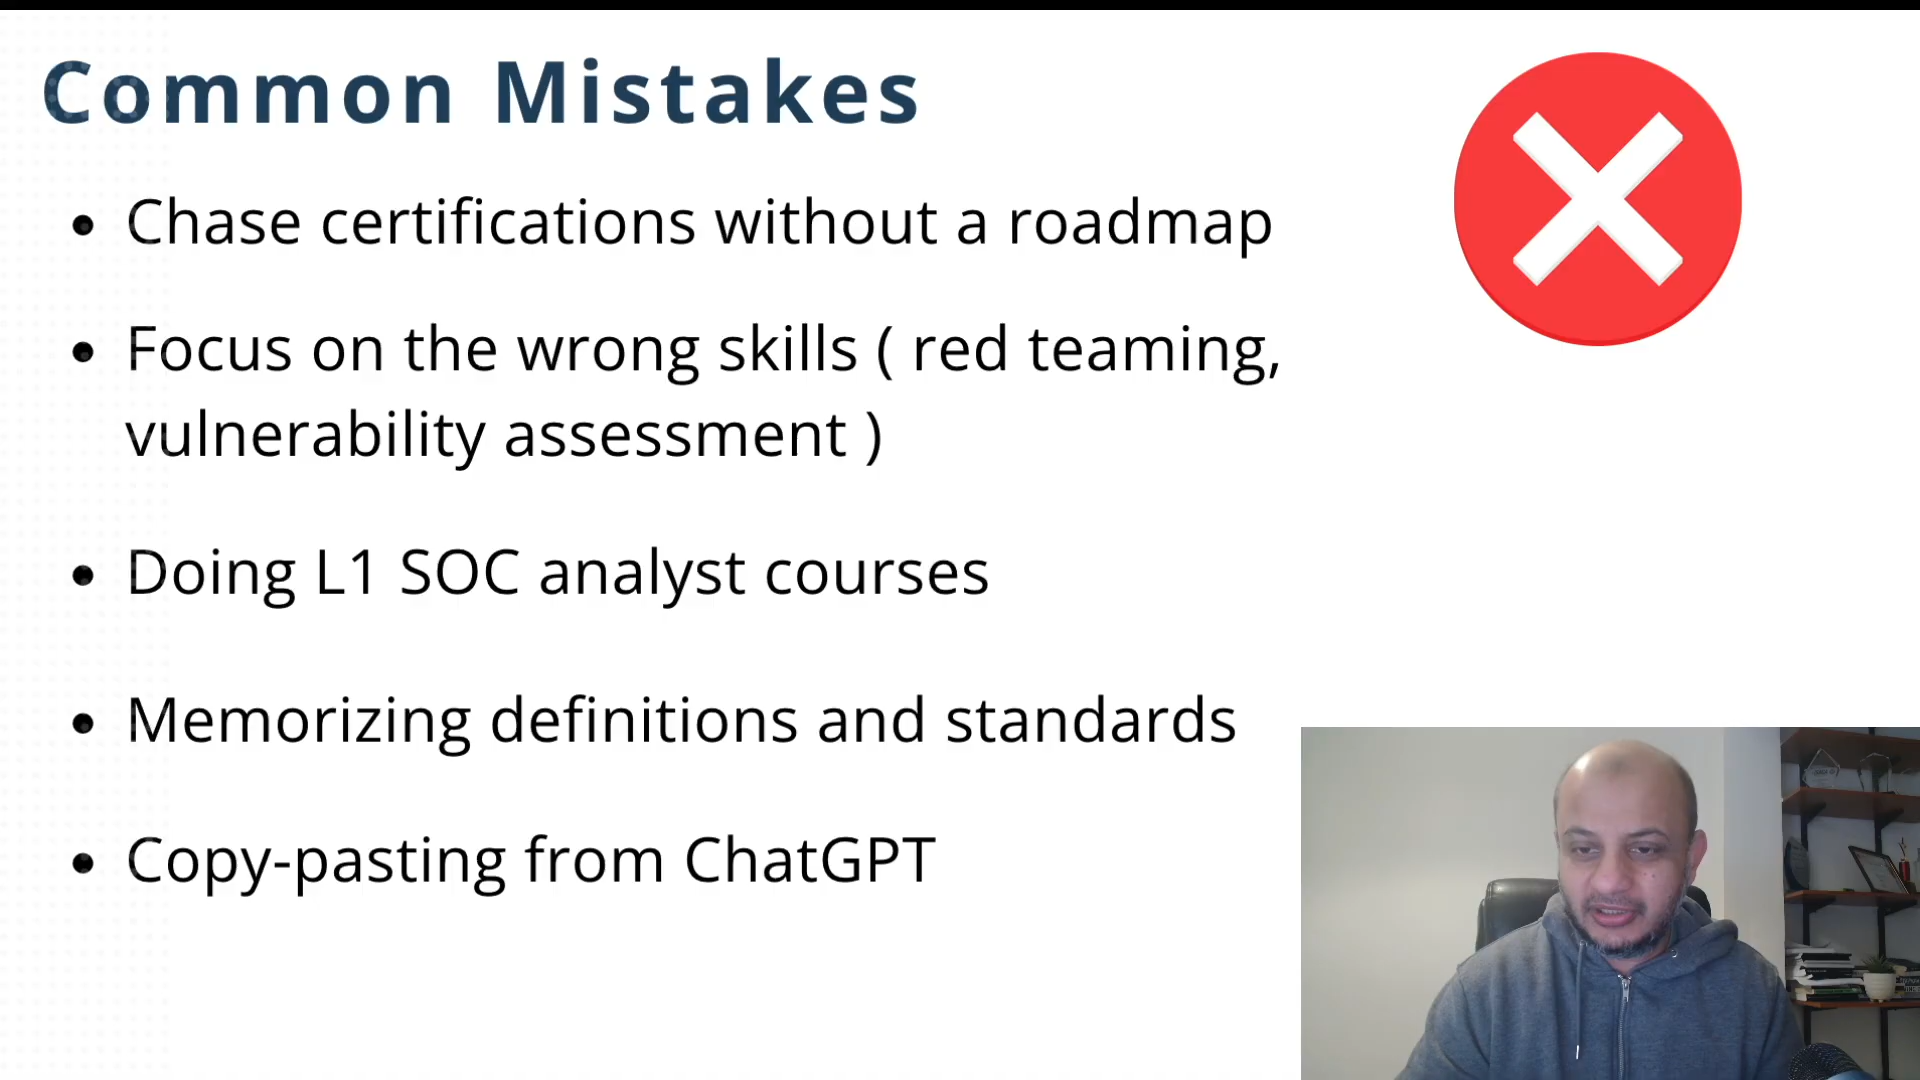 Common Mistakes
• Chase certifications without a roadmap
• Focus on the wrong skills ( red teaming,
vulnerability assessment )
• Doing L1 SOC analyst courses
• Memorizing definitions and standards
• Copy-pasting from ChatGPT